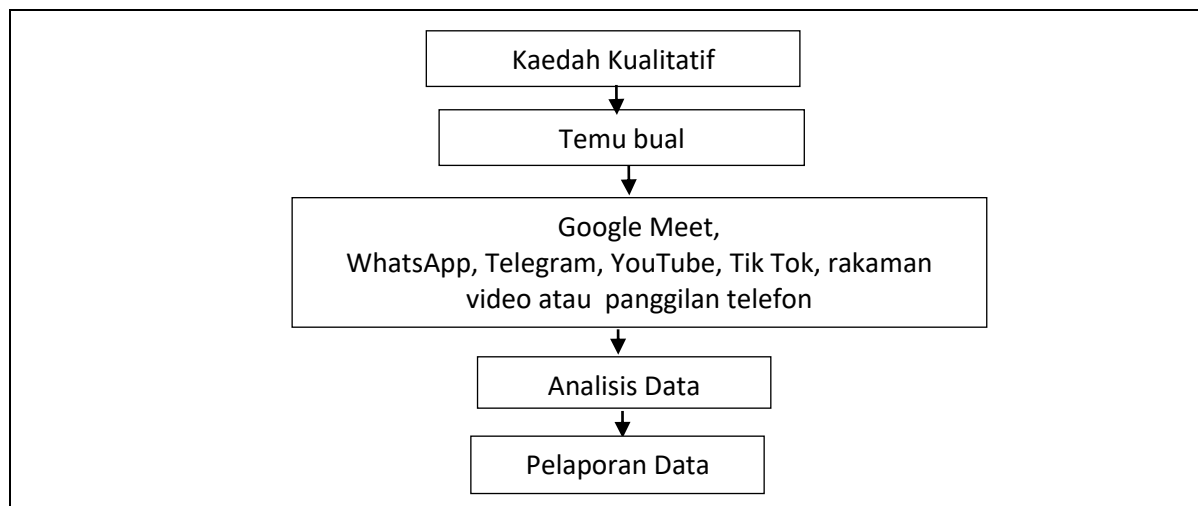 Kaedah Kualitatif
Temu bual
Google Meet,
WhatsApp, Telegram, YouTube, Tik Tok, rakaman
video atau  panggilan telefon
Analisis Data
Pelaporan Data